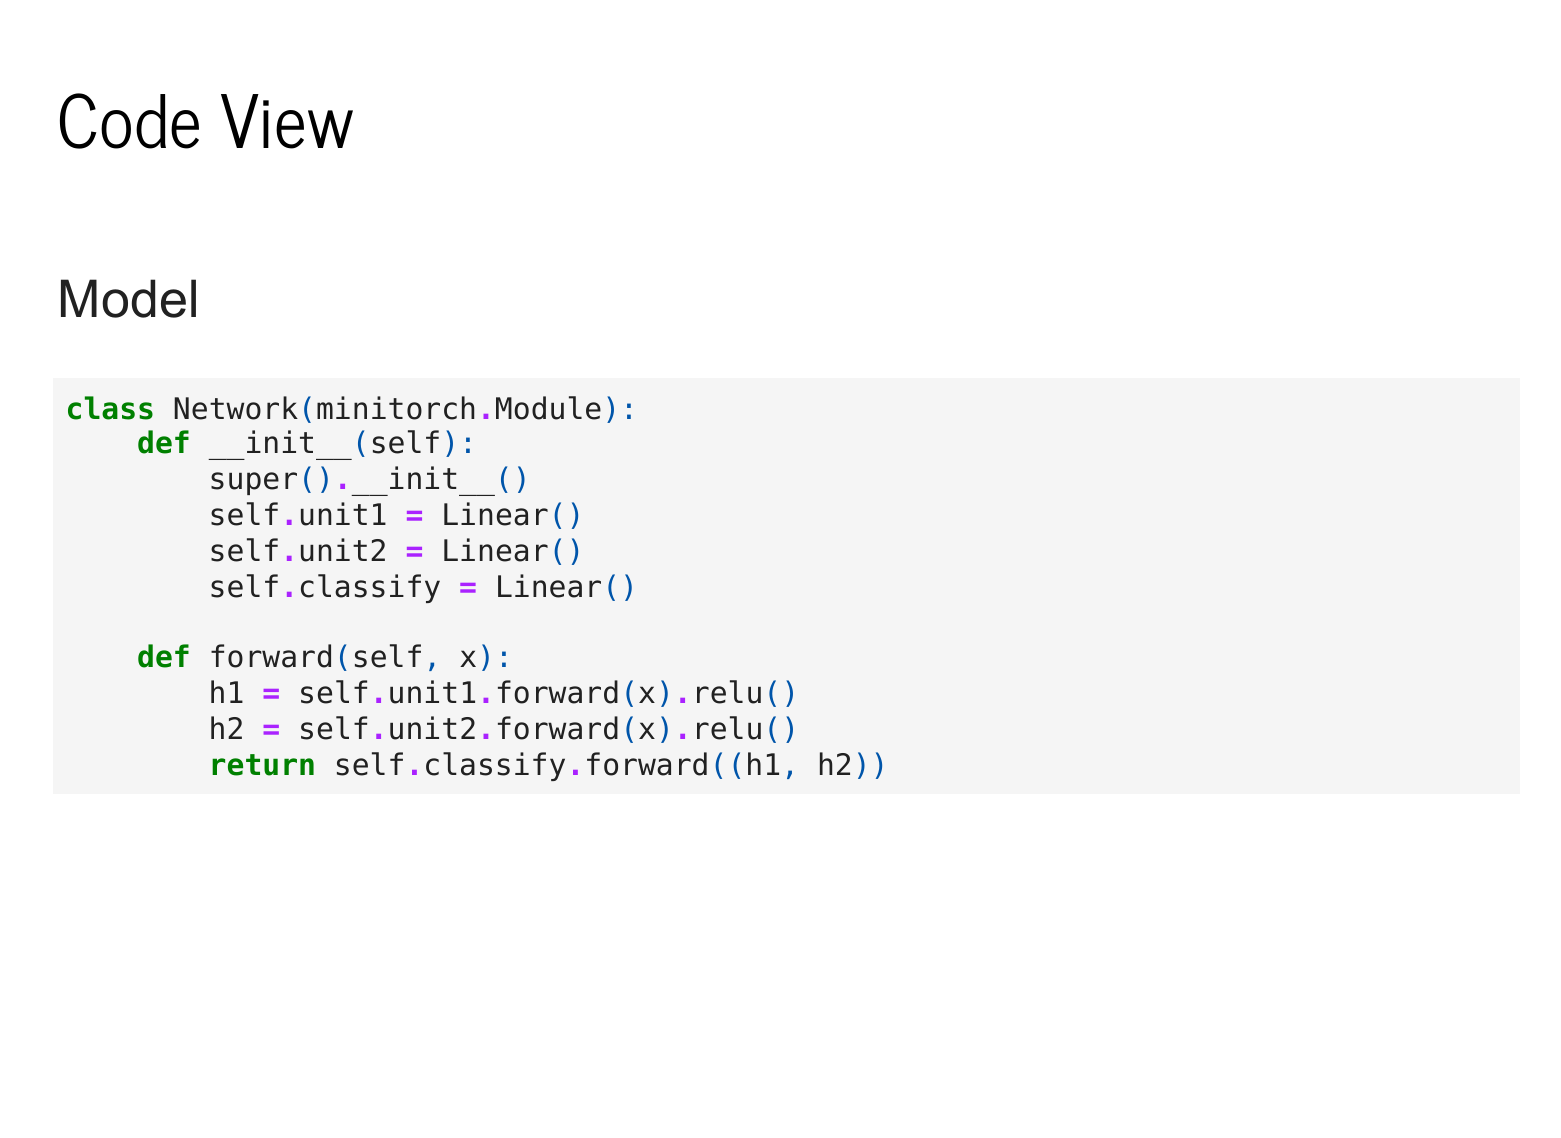 Code View
Model
class Network(minitorch.Module):
    def __init__(self):
        super().__init__()
        self.unit1 = Linear()
        self.unit2 = Linear()
        self.classify = Linear()

    def forward(self, x):
        h1 = self.unit1.forward(x).relu()
        h2 = self.unit2.forward(x).relu()
        return self.classify.forward((h1, h2))